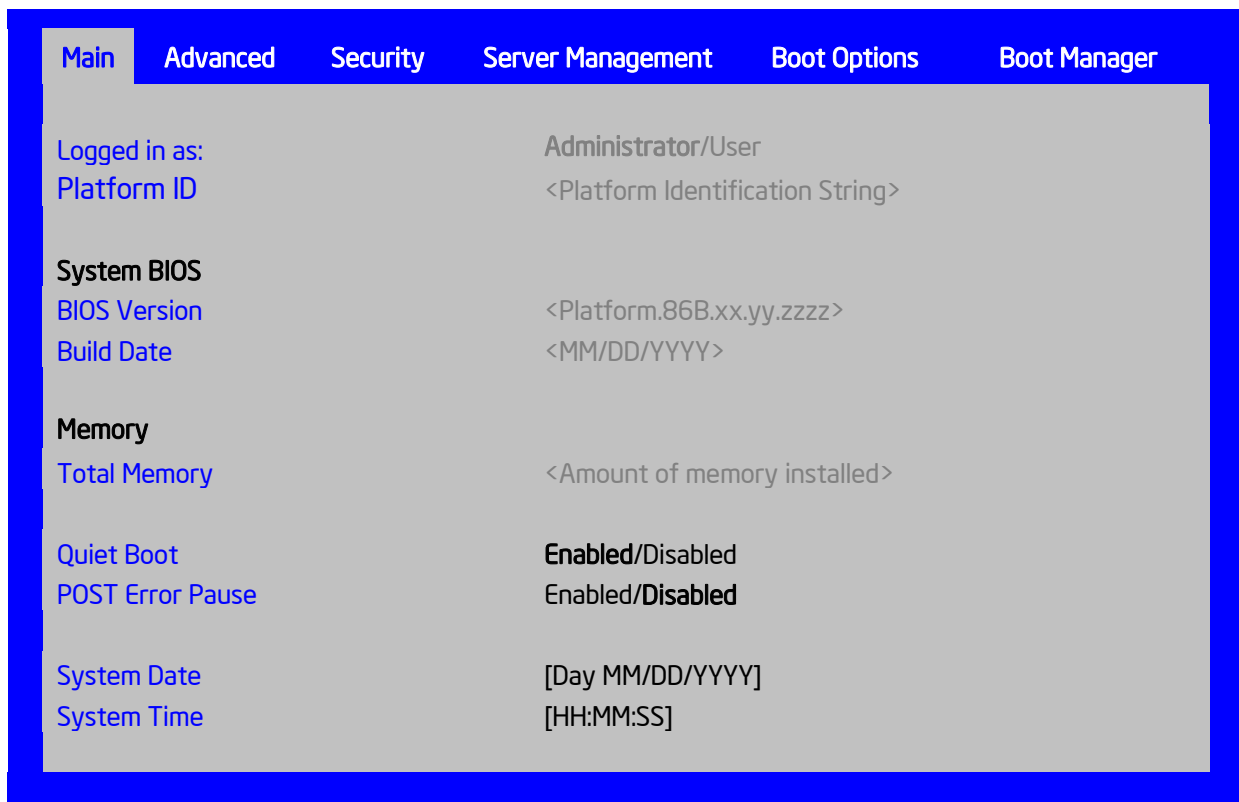 Main Advanced Security Server Management Boot Options Boot Manager
Logged in as: Administrator/User
Platform ID <Platform Identification String>
System BIOS
BIOS Version <Platform.86B.xx.yy.zzzz>
Build Date <MM/DD/YYYY>
Memory
Total Memory <Amount of memory installed>
Quiet Boot Enabled/Disabled
POST Error Pause Enabled/Disabled
System Date [Day MM/DD/YYYY]
System Time [HH:MM:SS]